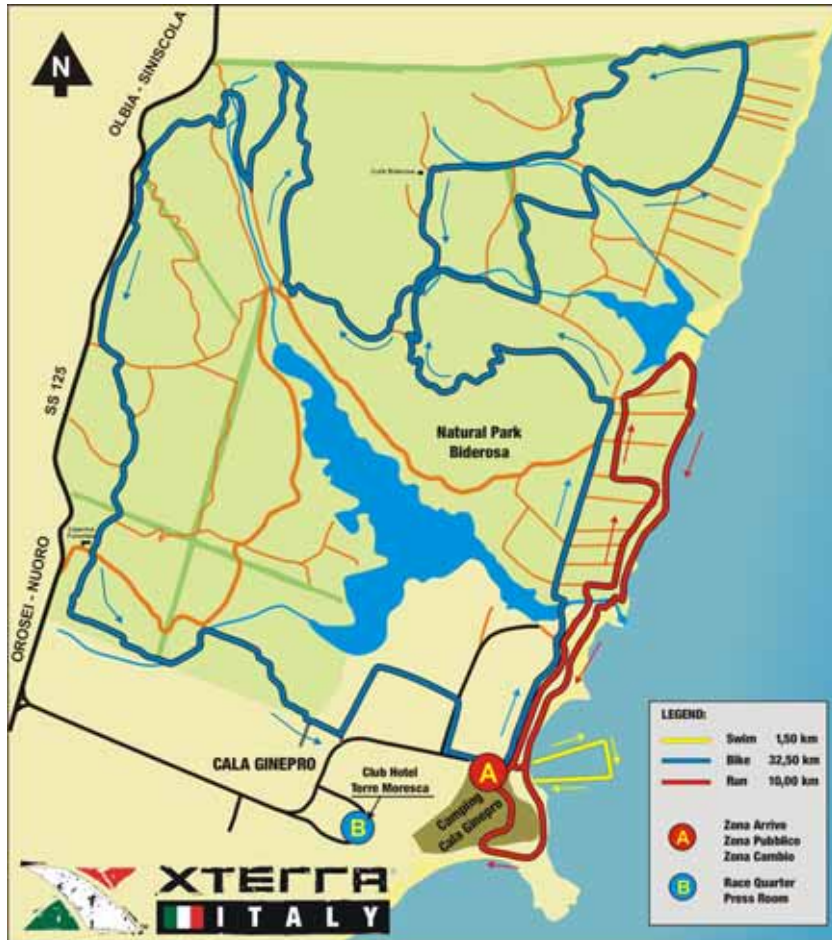 N
OLBIA - SINISCOLA
SS 125
OROSEI - NUORO
Natural Park
Biderosa
CALA GINEPRO
Club Hotel
Torre Moresca
A
B
Camping
Cala Ginepro
LEGEND:
Swim 1,50 km
Bike 32,50 km
Run 10,00 km
A
Zona Arrivo
Zona Pubblico
Zona Cambio
B
Race Quarter
Press Room
XTERRA
ITALY